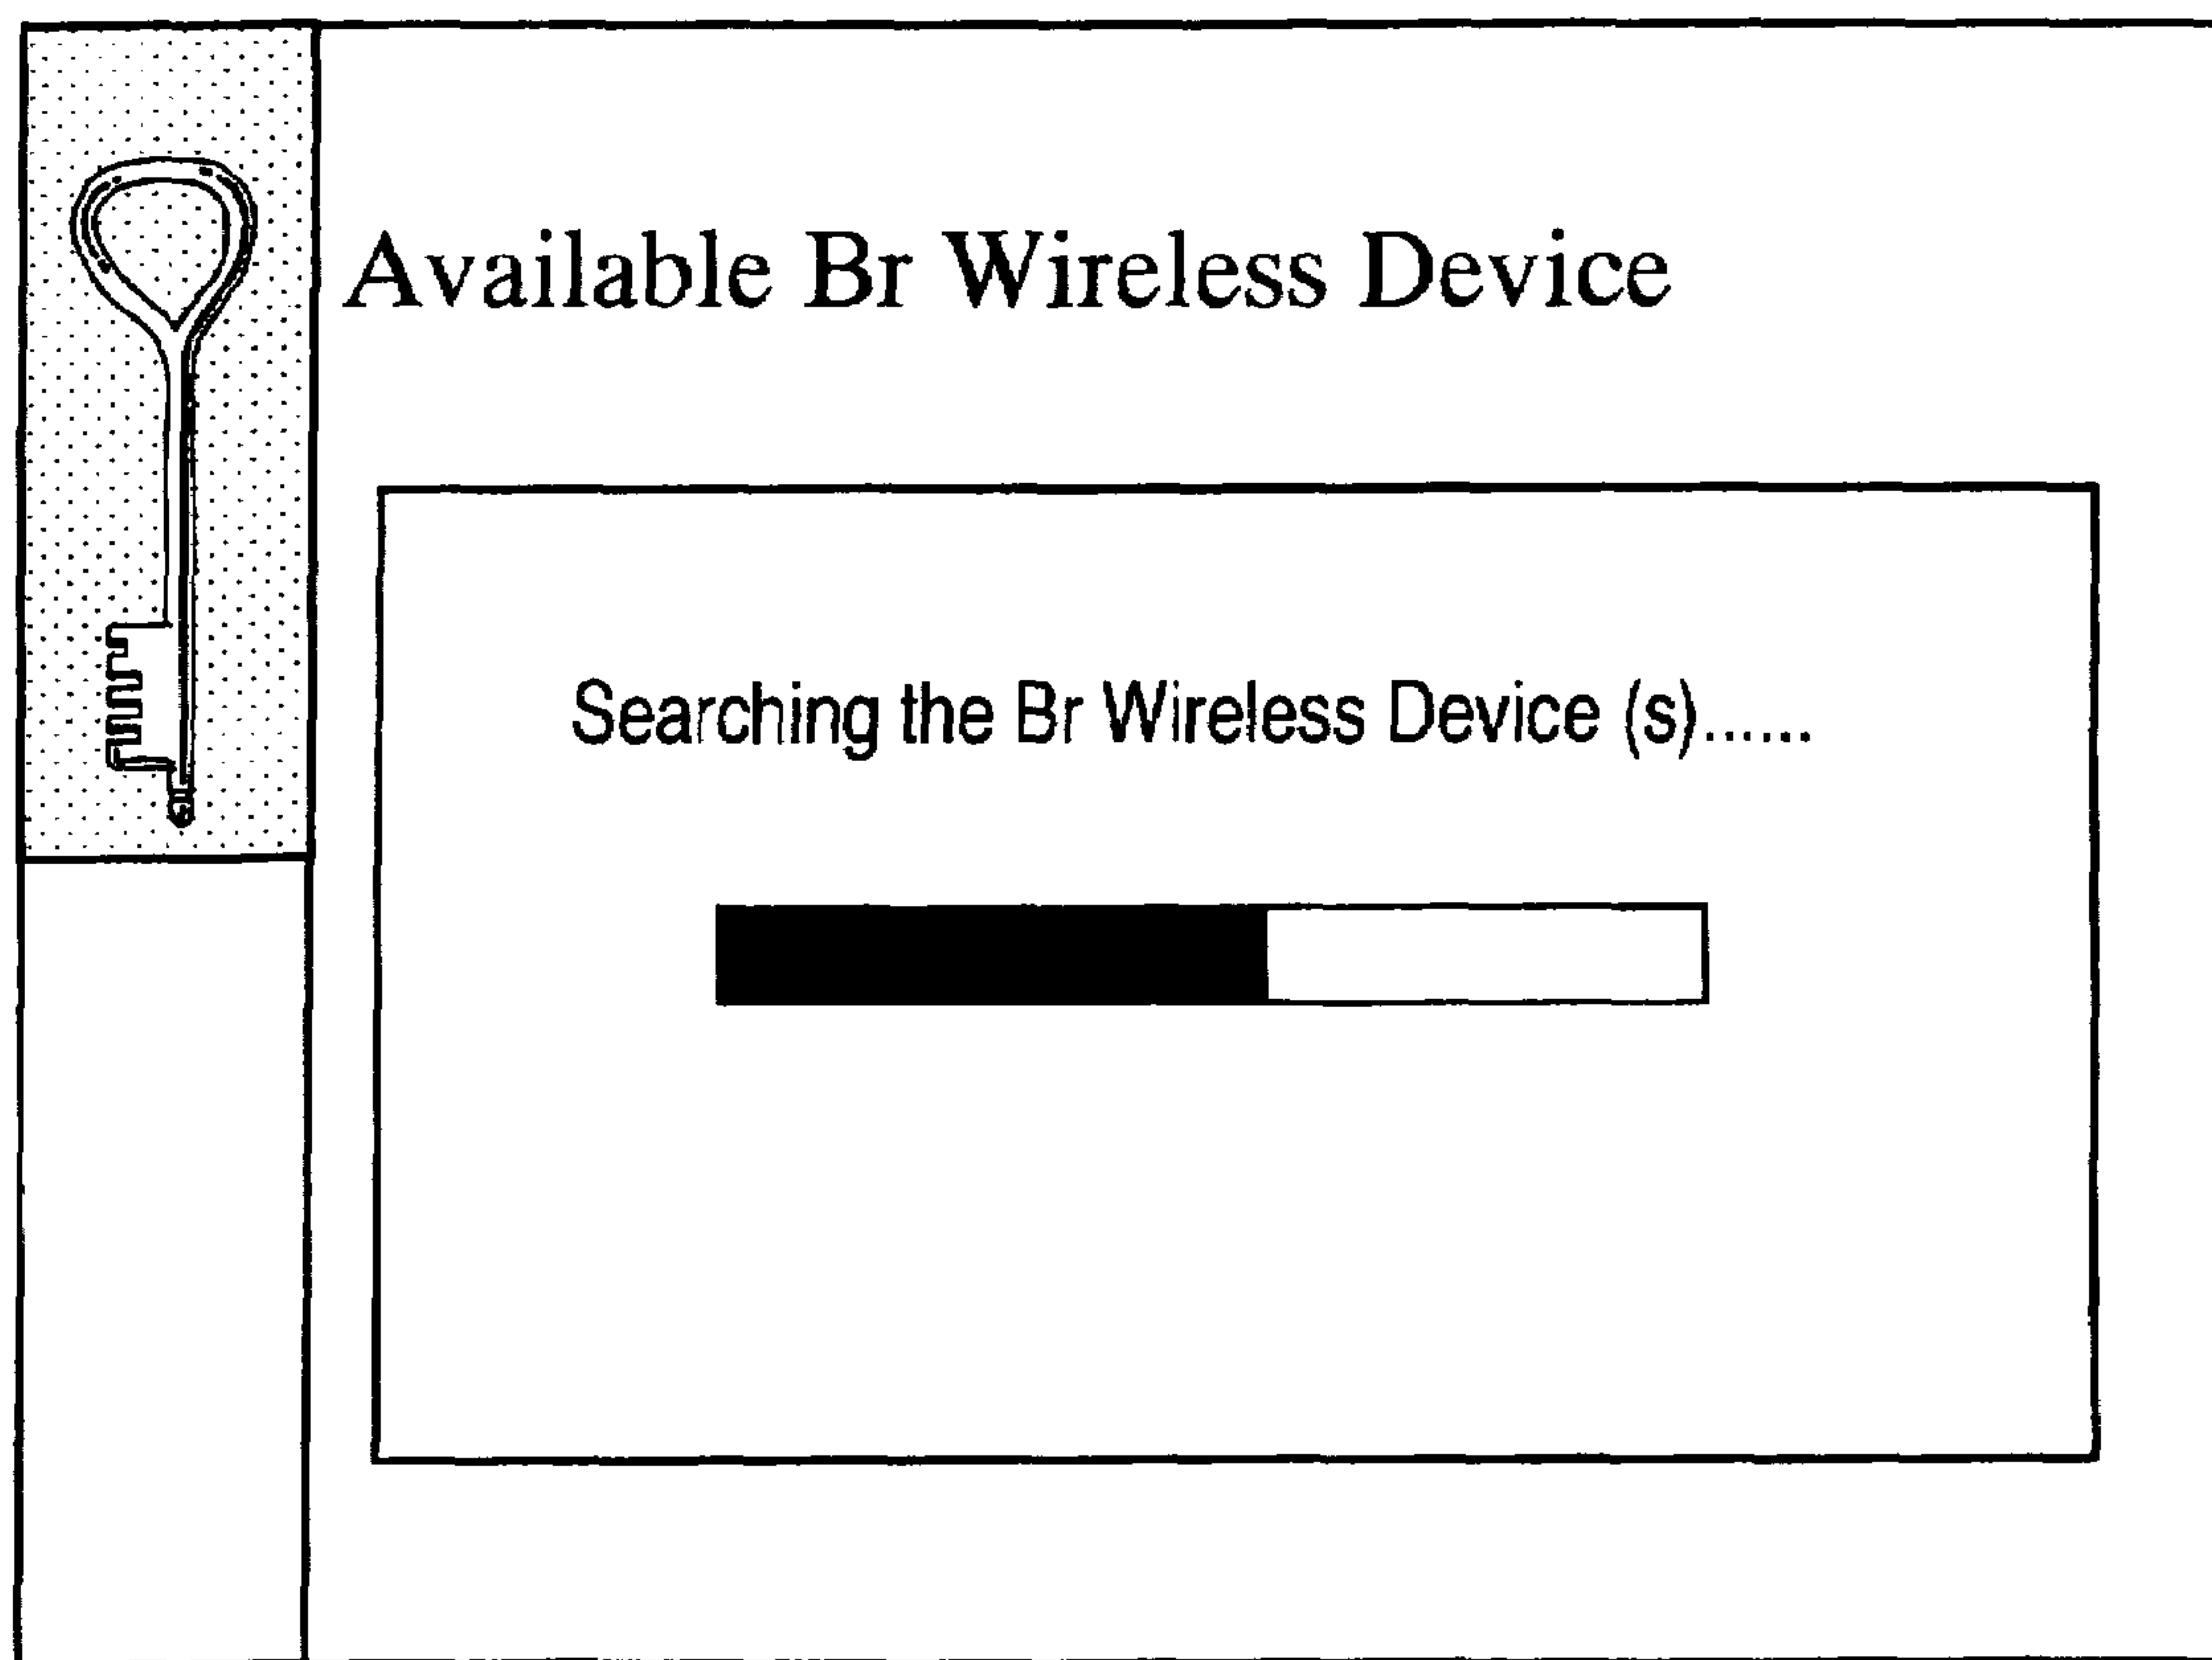 Available Br Wireless Device
Searching the Br Wireless Device (s)......